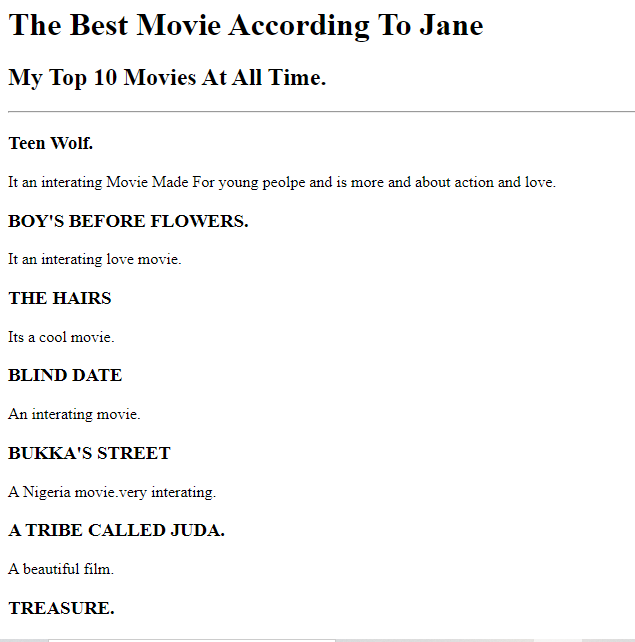 The Best Movie According To Jane
My Top 10 Movies At All Time.
Teen Wolf.
It an interating Movie Made For young peolpe and is more and about action and love.
BOY'S BEFORE FLOWERS.
It an interating love movie.
THE HAIRS
Its a cool movie.
BLIND DATE
An interating movie.
BUKKA'S STREET
A Nigeria movie.very interating.
A TRIBE CALLED JUDA.
A beautiful film.
TREASURE.